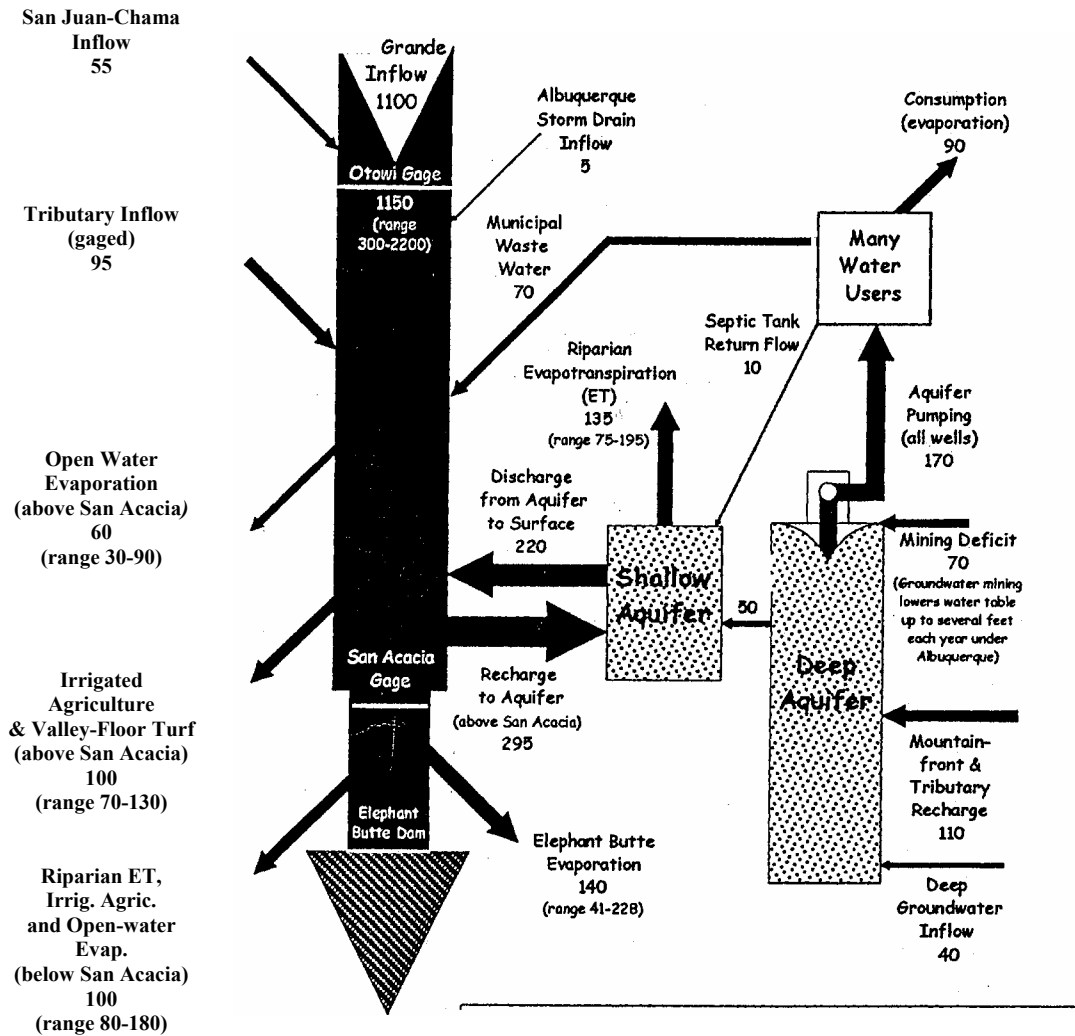 San Juan-Chama
Inflow
55
Tributary Inflow
(gaged)
95
Open Water
Evaporation
(above San Acacia)
60
(range 30-90)
Irrigated
Agriculture
& Valley-Floor Turf
(above San Acacia)
100
(range 70-130)
Riparian ET,
Irrig. Agric.
and Open-water
Evap.
(below San Acacia)
100
(range 80-180)
Grande
Inflow
1100
Otowi Gage
1150
(range
300-2200)
San Acacia
Gage
Elephant
Butte Dam
Albuquerque
Storm Drain
Inflow
5
Municipal
Waste
Water
70
Riparian
Evapotranspiration
(ET)
135
(range 75-195)
Discharge
from Aquifer
to Surface
220
Shallow
Aquifer
Recharge
to Aquifer
(above San Acacia)
295
Elephant Butte
Evaporation
140
(range 41-228)
Septic Tank
Return Flow
10
50
Consumption
(evaporation)
90
Many
Water
Users
Aquifer
Pumping
(all wells)
170
Mining Deficit
70
(Groundwater mining
lowers water table
up to several feet
each year under
Albuquerque)
Deep
Aquifer
Mountain-
front &
Tributary
Recharge
110
Deep
Groundwater
Inflow
40